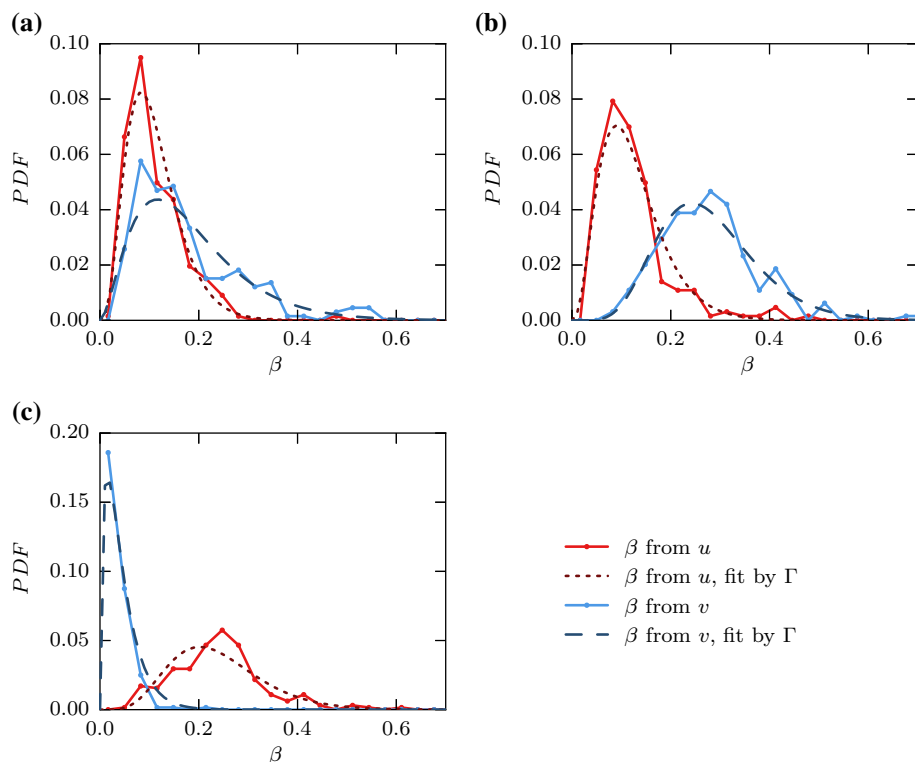 (a)
0.10
0.08
0.06
0.04
0.02
0.00
PDF
0.0 0.2 0.4 0.6
β
(b)
0.10
0.08
0.06
0.04
0.02
0.00
PDF
0.0 0.2 0.4 0.6
β
(c)
0.20
0.15
0.10
0.05
0.00
PDF
0.0 0.2 0.4 0.6
β
β from u
β from u, fit by Γ
β from v
β from v, fit by Γ